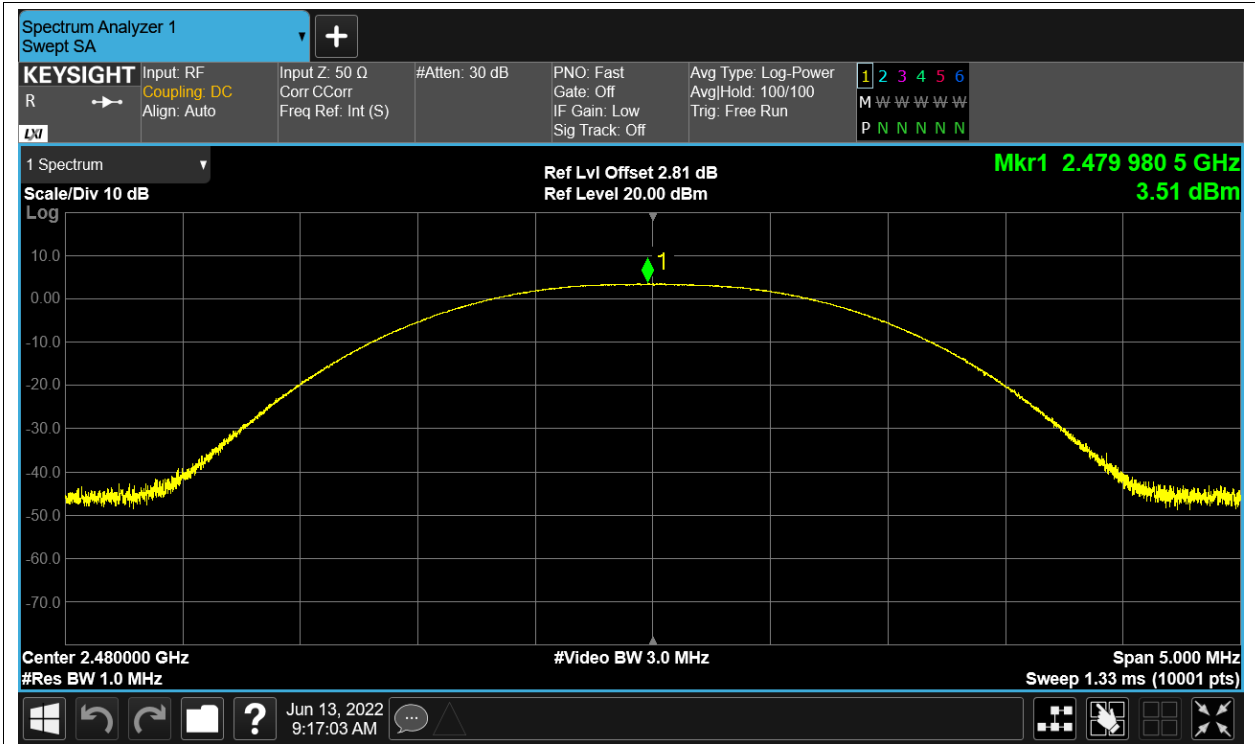 Spectrum Analyzer 1
Swept SA
KEYSIGHT
R
LXI
Input: RF
Coupling: DC
Align: Auto
Input Z: 50 Ω
Corr CCorr
Freq Ref: Int (S)
#Atten: 30 dB
PNO: Fast
Gate: Off
IF Gain: Low
Sig Track: Off
Avg Type: Log-Power
Avg|Hold: 100/100
Trig: Free Run
1 2 3 4 5 6
M W W W W W
P N N N N N
1 Spectrum
Scale/Div 10 dB
Log
Ref Lvl Offset 2.81 dB
Ref Level 20.00 dBm
Mkr1 2.479 980 5 GHz
3.51 dBm
1
10.0
0.00
-10.0
-20.0
-30.0
-40.0
-50.0
-60.0
-70.0
Center 2.480000 GHz
#Res BW 1.0 MHz
#Video BW 3.0 MHz
Span 5.000 MHz
Sweep 1.33 ms (10001 pts)
?
Jun 13, 2022
9:17:03 AM